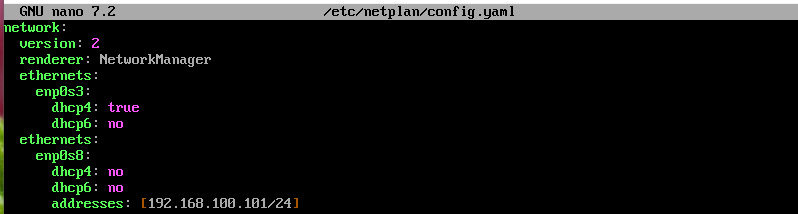 GNU nano 7.2 /etc/netplan/config.yaml
network:
  version: 2
  renderer: NetworkManager
  ethernets:
    enp0s3:
      dhcp4: true
      dhcp6: no
  ethernets:
    enp0s8:
      dhcp4: no
      dhcp6: no
      addresses: [192.168.100.101/24]